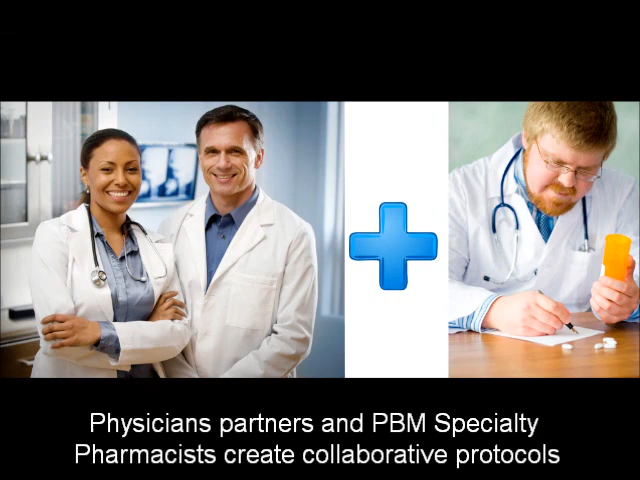 Physicians partners and PBM Specialty
Pharmacists create collaborative protocols